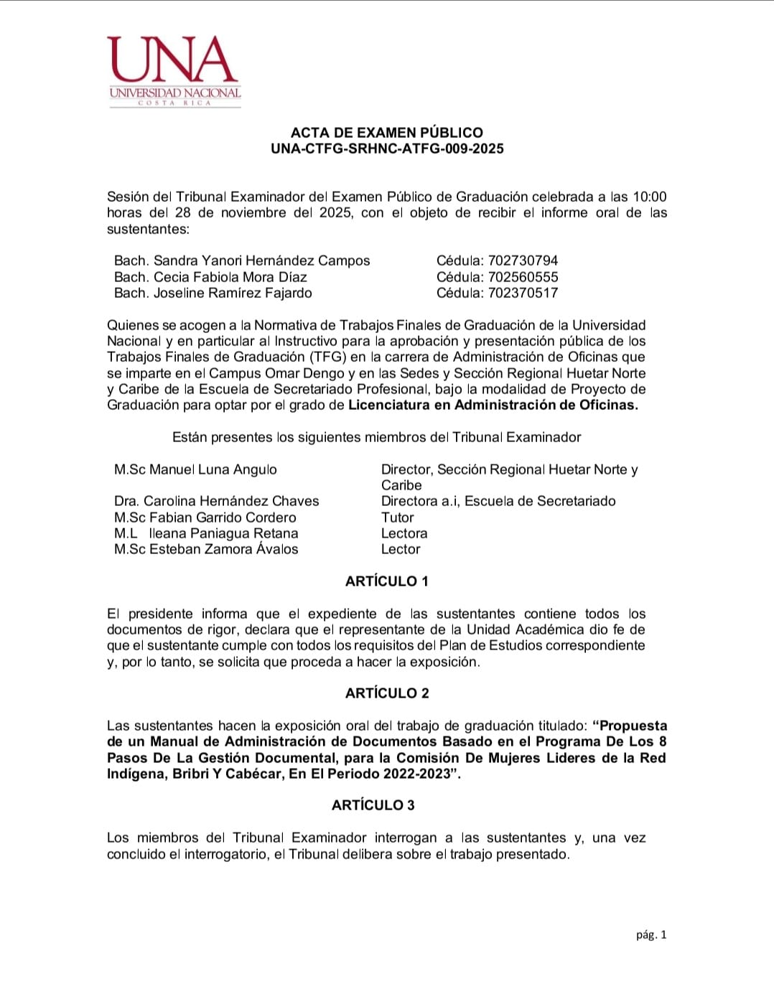 UNA
UNIVERSIDAD NACIONAL
COSTA RICA
ACTA DE EXAMEN PÚBLICO
UNA-CTFG-SRHNC-ATFG-009-2025
Sesión del Tribunal Examinador del Examen Público de Graduación celebrada a las 10:00
horas del 28 de noviembre del 2025, con el objeto de recibir el informe oral de las
sustentantes:
Bach. Sandra Yanori Hernández Campos Cédula: 702730794
Bach. Cecia Fabiola Mora Díaz Cédula: 702560555
Bach. Joseline Ramírez Fajardo Cédula: 702370517
Quienes se acogen a la Normativa de Trabajos Finales de Graduación de la Universidad
Nacional y en particular al Instructivo para la aprobación y presentación pública de los
Trabajos Finales de Graduación (TFG) en la carrera de Administración de Oficinas que
se imparte en el Campus Omar Dengo y en las Sedes y Sección Regional Huetar Norte
y Caribe de la Escuela de Secretariado Profesional, bajo la modalidad de Proyecto de
Graduación para optar por el grado de Licenciatura en Administración de Oficinas.
Están presentes los siguientes miembros del Tribunal Examinador
M.Sc Manuel Luna Angulo Director, Sección Regional Huetar Norte y
Caribe
Dra. Carolina Hernández Chaves Directora a.i, Escuela de Secretariado
M.Sc Fabian Garrido Cordero Tutor
M.L Ileana Paniagua Retana Lectora
M.Sc Esteban Zamora Ávalos Lector
ARTÍCULO 1
El presidente informa que el expediente de las sustentantes contiene todos los
documentos de rigor, declara que el representante de la Unidad Académica dio fe de
que el sustentante cumple con todos los requisitos del Plan de Estudios correspondiente
y, por lo tanto, se solicita que proceda a hacer la exposición.
ARTÍCULO 2
Las sustentantes hacen la exposición oral del trabajo de graduación titulado: “Propuesta
de un Manual de Administración de Documentos Basado en el Programa De Los 8
Pasos De La Gestión Documental, para la Comisión De Mujeres Lideres de la Red
Indígena, Bribri Y Cabécar, En El Periodo 2022-2023”.
ARTÍCULO 3
Los miembros del Tribunal Examinador interrogan a las sustentantes y, una vez
concluido el interrogatorio, el Tribunal delibera sobre el trabajo presentado.
pág. 1